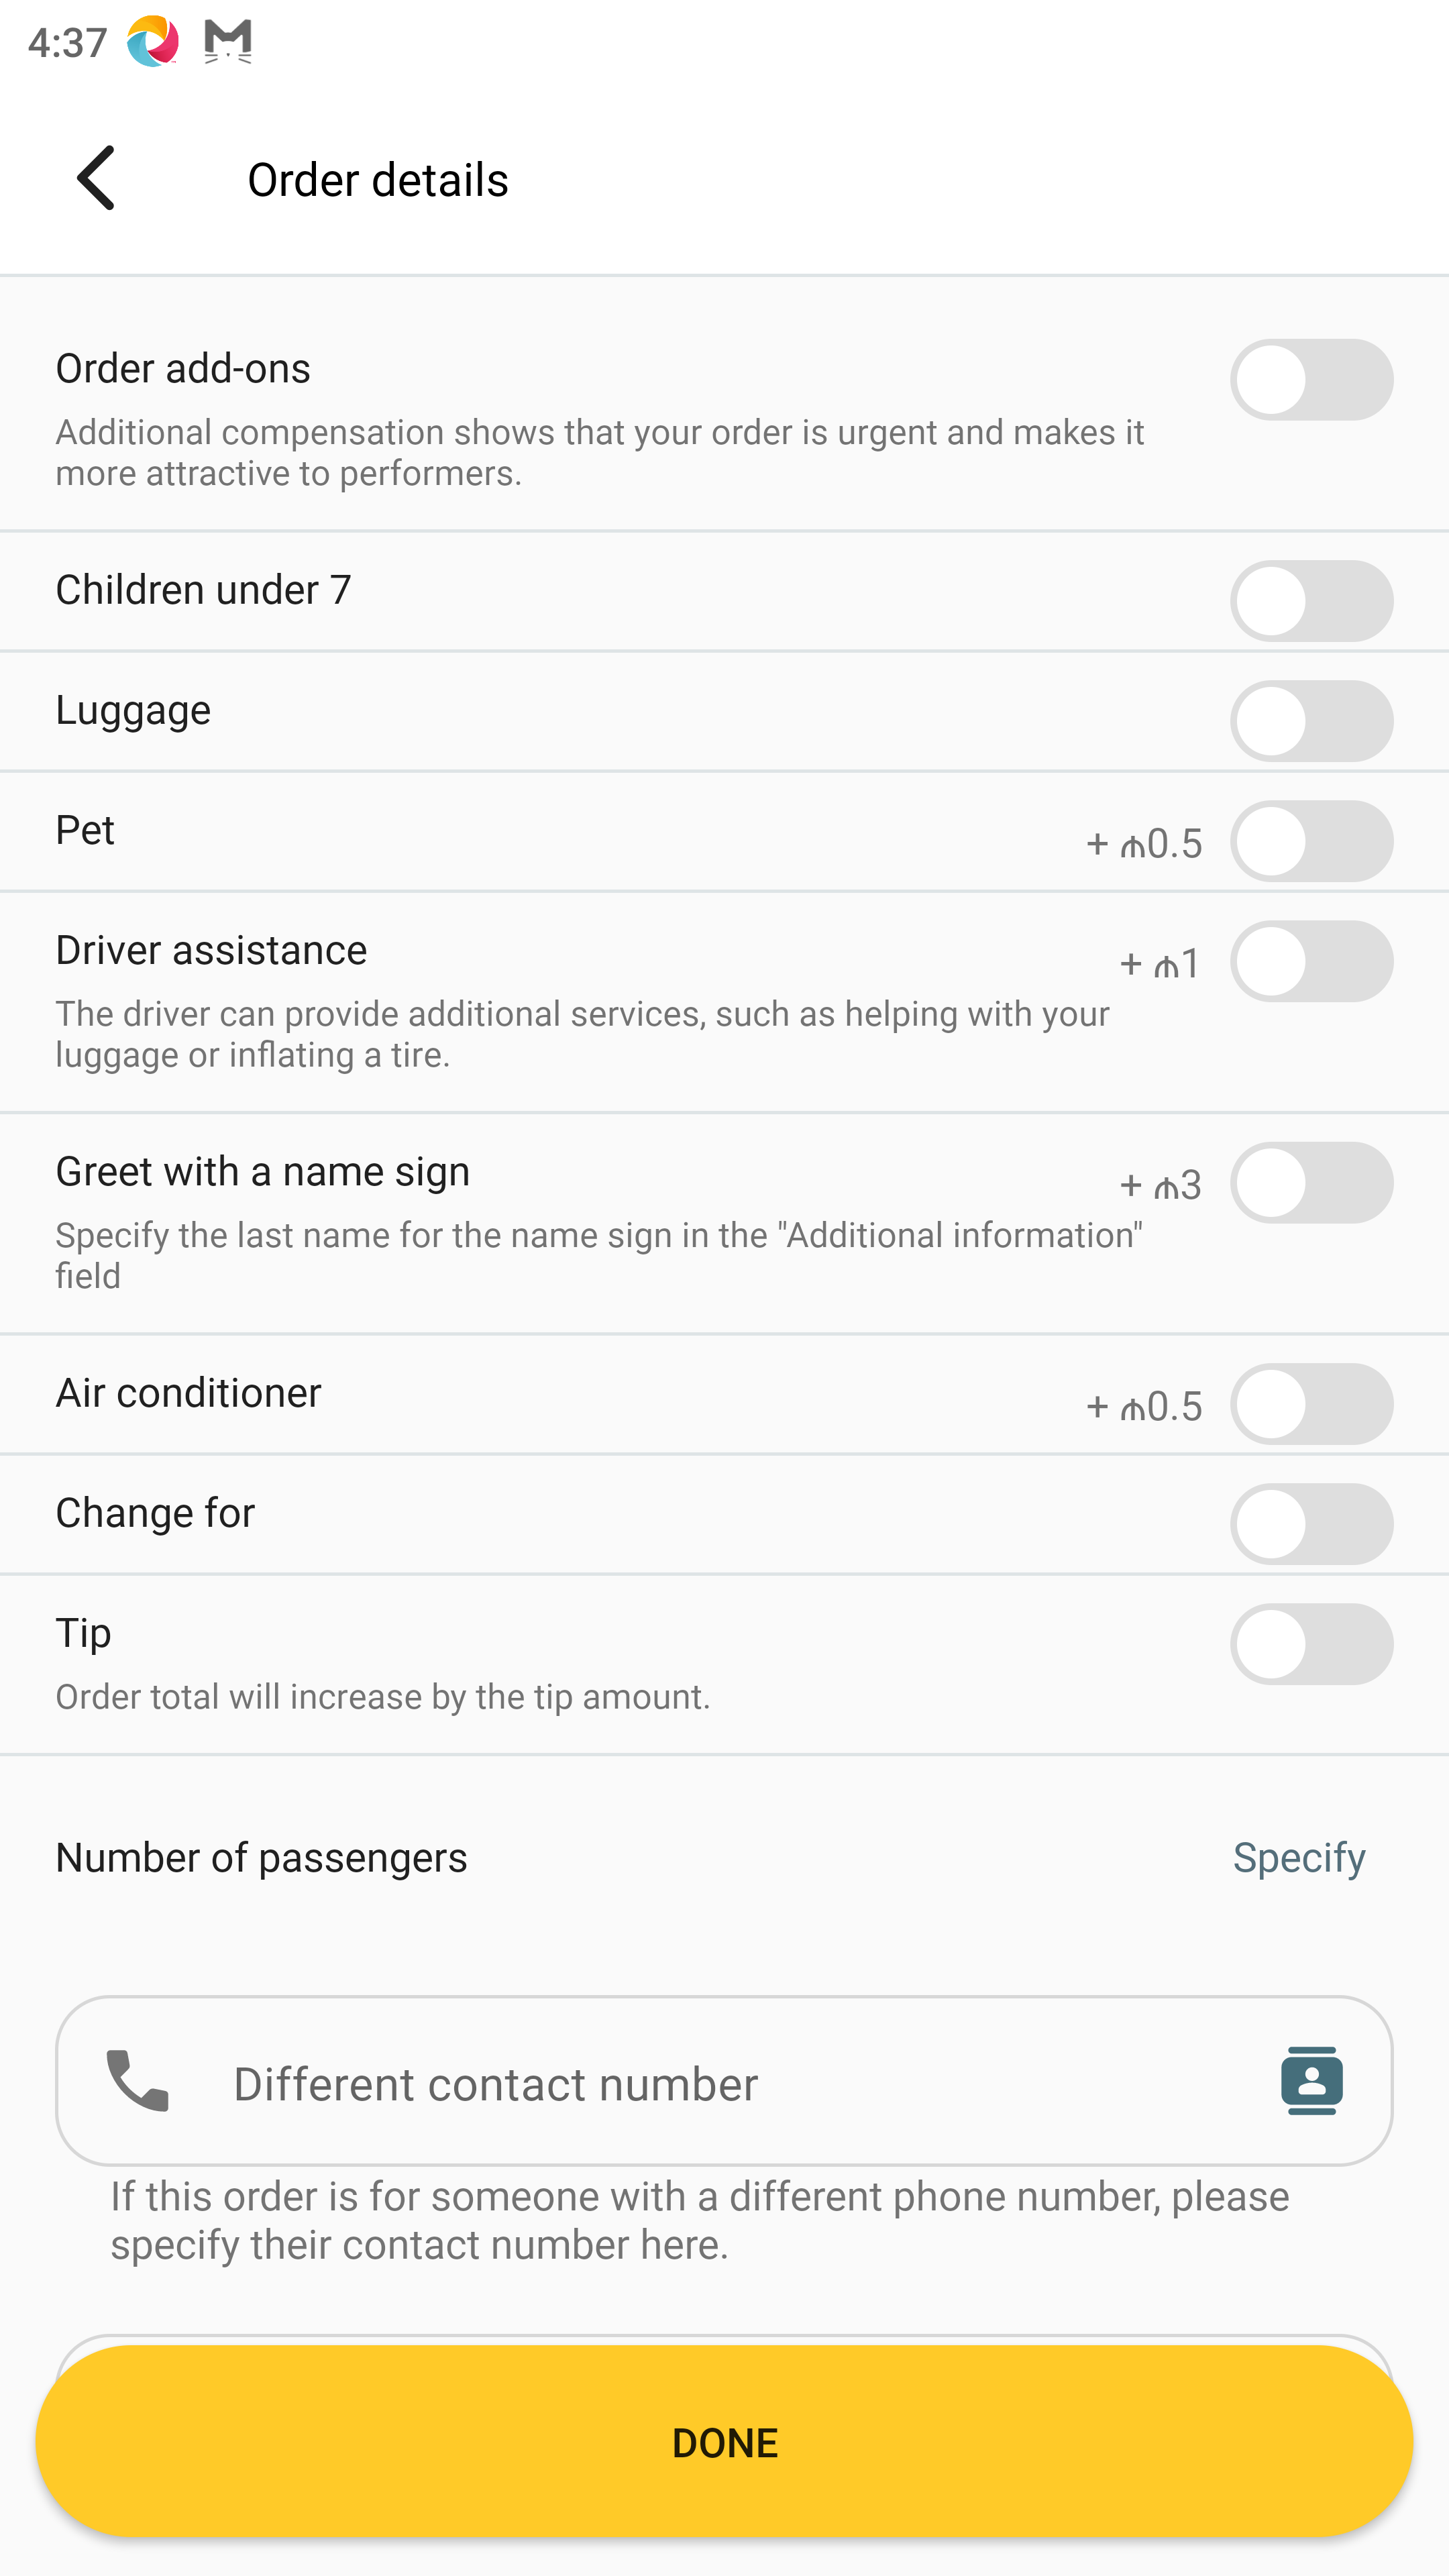 4:37
Order details
Order add-ons
Additional compensation shows that your order is urgent and makes it
more attractive to performers.
Children under 7
Luggage
Pet
+ ₼0.5
Driver assistance
+ ₼1
The driver can provide additional services, such as helping with your
luggage or inflating a tire.
Greet with a name sign
+ ₼3
Specify the last name for the name sign in the "Additional information"
field
Air conditioner
+ ₼0.5
Change for
Tip
Order total will increase by the tip amount.
Number of passengers
Specify
Different contact number
If this order is for someone with a different phone number, please
specify their contact number here.
DONE